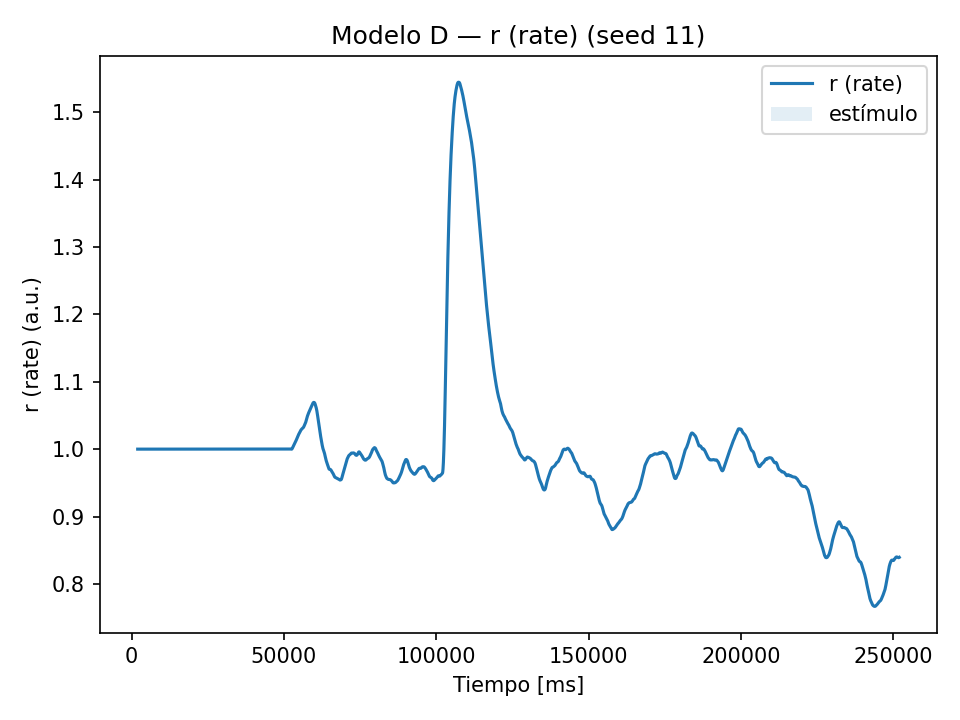 Modelo D — r (rate) (seed 11)
r (rate)
estímulo
r (rate) (a.u.)
1.5
1.4
1.3
1.2
1.1
1.0
0.9
0.8
0 50000 100000 150000 200000 250000
Tiempo [ms]